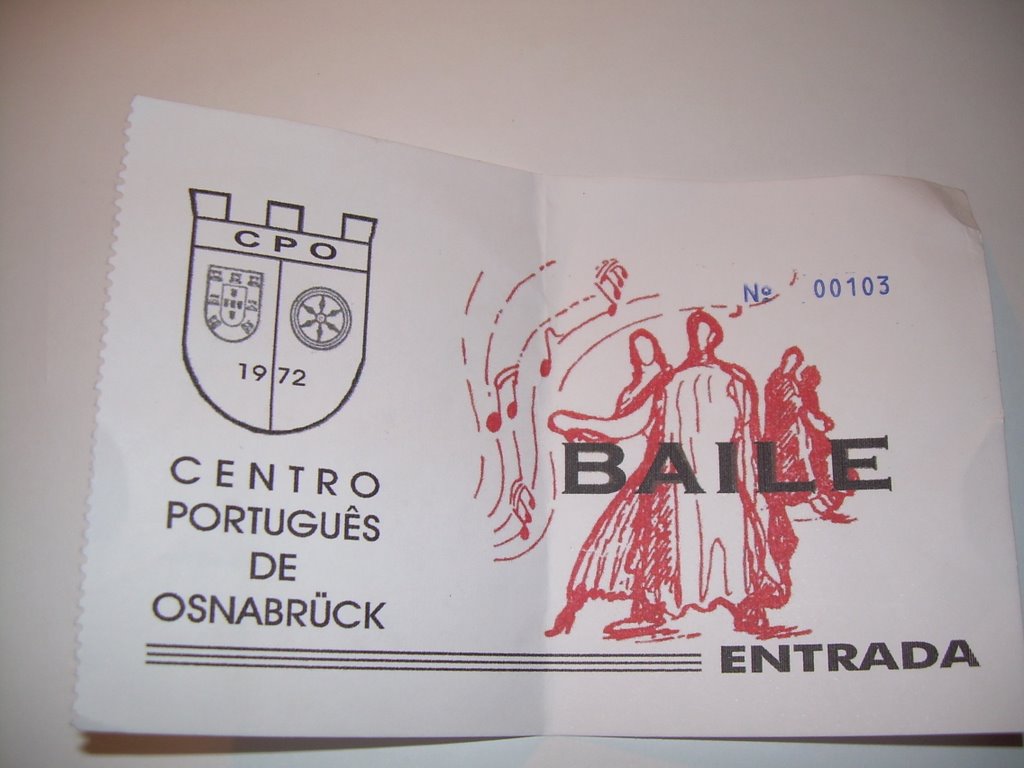 CPO
1972
CENTRO
PORTUGUÊS
DE
OSNABRÜCK
Nº 00103
BAILE
ENTRADA